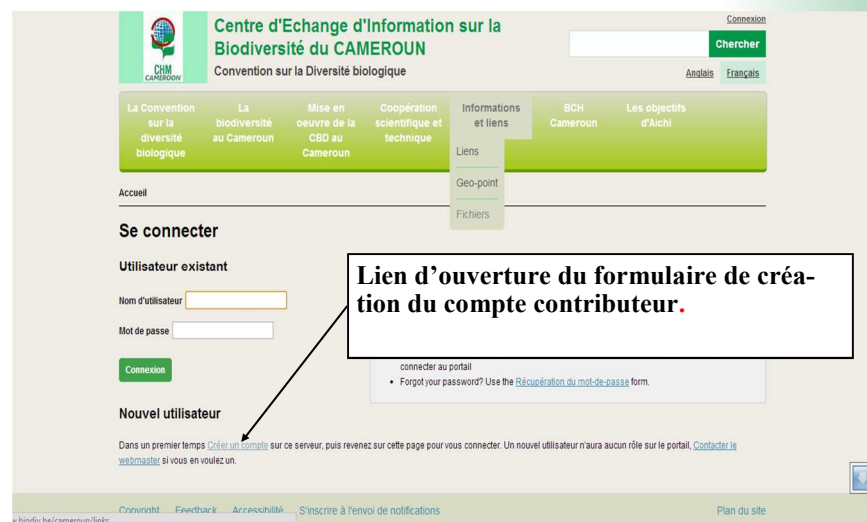 Connexion
CHM
CAMEROON
Centre d'Echange d'Information sur la
Biodiversité du CAMEROUN
Convention sur la Diversité biologique
Chercher
Anglais Français
La Convention
sur la
diversité
biologique
La
biodiversité
au Cameroun
Mise en
oeuvre de la
CBD au
Cameroun
Coopération
scientifique et
technique
Informations
et liens
BCH
Cameroun
Les objectifs
d'Aichi
Liens
Geo-point
Fichiers
Accueil
Se connecter
Utilisateur existant
Nom d'utilisateur
Mot de passe
Connexion
Lien d’ouverture du formulaire de créa-
tion du compte contributeur.
connecter au portail
• Forgot your password? Use the Récupération du mot-de-passe form.
Nouvel utilisateur
Dans un premier temps Créer un compte sur ce serveur, puis revenez sur cette page pour vous connecter. Un nouvel utilisateur n'aura aucun rôle sur le portail, Contacter le
webmaster si vous en voulez un.
Copyright Feedback Accessibilité S'inscrire à l'envoi de notifications Plan du site